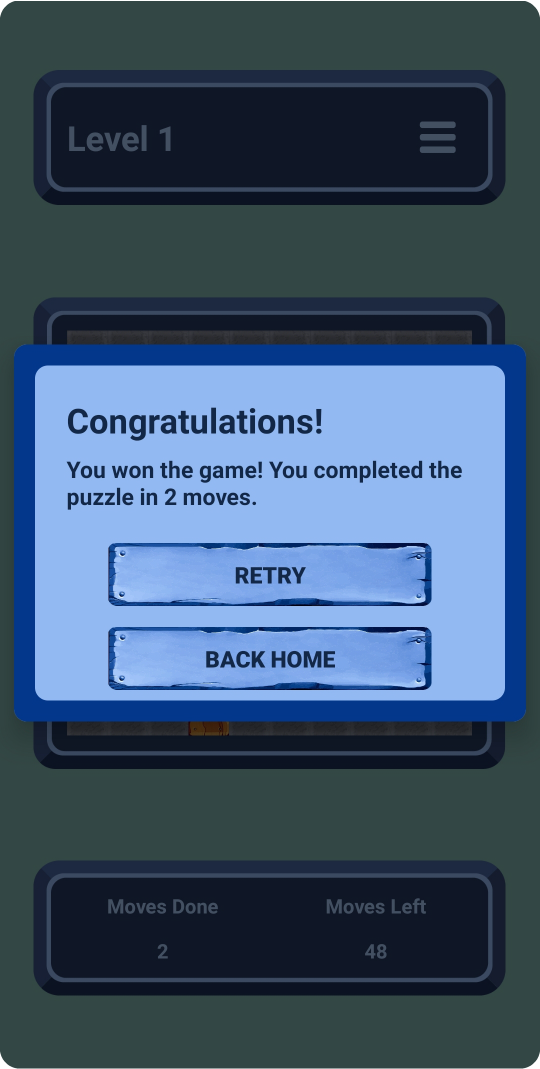 Level 1
Congratulations!
You won the game! You completed the
puzzle in 2 moves.
RETRY
BACK HOME
Moves Done
Moves Left
2
48